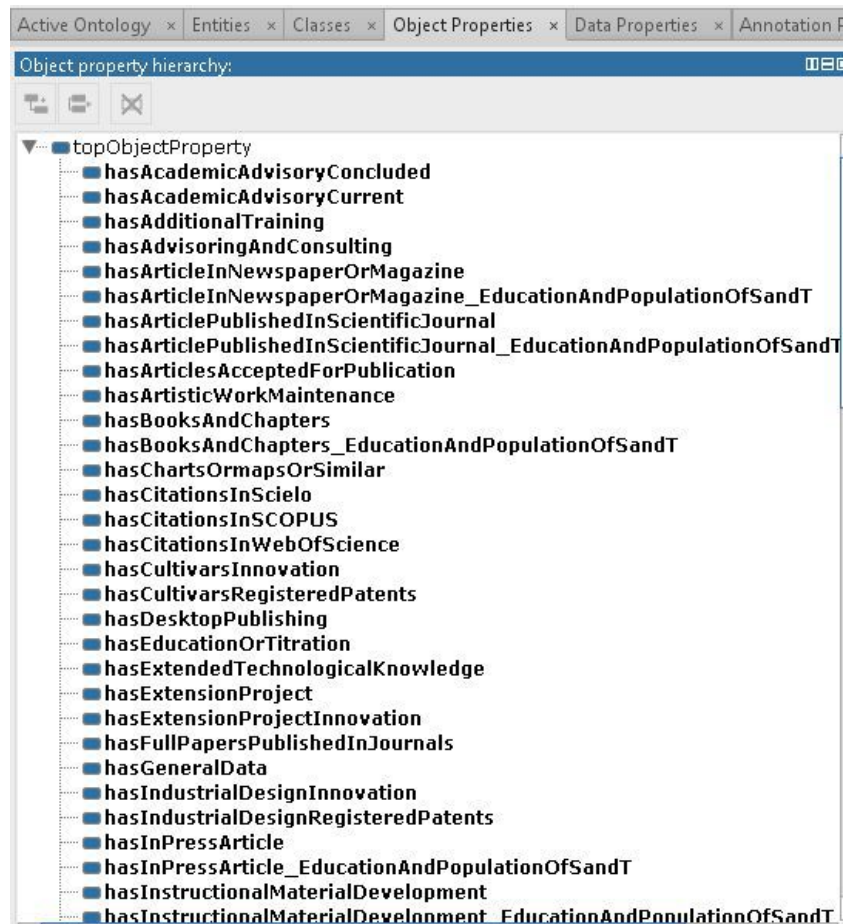 Active Ontology × Entities × Classes × Object Properties × Data Properties × Annotation P
Object property hierarchy:
topObjectProperty
hasAcademicAdvisoryConcluded
hasAcademicAdvisoryCurrent
hasAdditionalTraining
hasAdvisoringAndConsulting
hasArticleInNewspaperOrMagazine
hasArticleInNewspaperOrMagazine_EducationAndPopulationOfSandT
hasArticlePublishedInScientificJournal
hasArticlePublishedInScientificJournal_EducationAndPopulationOfSandT
hasArticlesAcceptedForPublication
hasArtisticWorkMaintenance
hasBooksAndChapters
hasBooksAndChapters_EducationAndPopulationOfSandT
hasChartsOrmapsOrSimilar
hasCitationsInScielo
hasCitationsInSCOPUS
hasCitationsInWebOfScience
hasCultivarsInnovation
hasCultivarsRegisteredPatents
hasDesktopPublishing
hasEducationOrTitration
hasExtendedTechnologicalKnowledge
hasExtensionProject
hasExtensionProjectInnovation
hasFullPapersPublishedInJournals
hasGeneralData
hasIndustrialDesignInnovation
hasIndustrialDesignRegisteredPatents
hasInPressArticle
hasInPressArticle_EducationAndPopulationOfSandT
hasInstructionalMaterialDevelopment
hasInstructionalMaterialDevelopment_EducationAndPopulationOfSandT